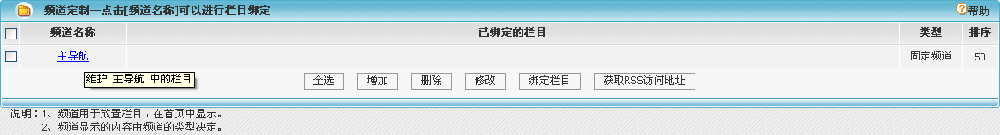 频道定制－点击[频道名称]可以进行栏目绑定 帮助
频道名称 已绑定的栏目 类型 排序
主导航 固定频道 50
维护 主导航 中的栏目
全选 增加 删除 修改 绑定栏目 获取RSS访问地址
说明：1、频道用于放置栏目，在首页中显示。
2、频道显示的内容由频道的类型决定。